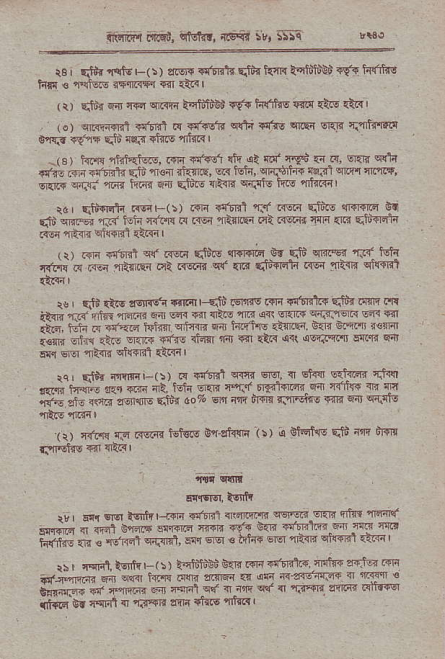 বাংলাদেশ গেজেট, অতিরিক্ত, নভেম্বর ১৮, ১৯৯৭ ৮২৪৩
২৪। ছুটির পদ্ধতি।—(১) প্রত্যেক কর্মচারীর ছুটির হিসাব ইন্সটিটিউট কর্তৃক নির্ধারিত
নিয়ম ও পদ্ধতিতে রক্ষণাবেক্ষণ করা হইবে।
(২) ছুটির জন্য সকল আবেদন ইন্সটিটিউট কর্তৃক নির্ধারিত ফরমে হইতে হইবে।
(৩) আবেদনকারী কর্মচারী যে কর্মকর্তার অধীন কর্মরত আছেন তাহার সুপারিশক্রমে
উপযুক্ত কর্তৃপক্ষ ছুটি মঞ্জুর করিতে পারিবে।
(৪) বিশেষ পরিস্থিতিতে, কোন কর্মকর্তা যদি এই মর্মে সন্তুষ্ট হন যে, তাহার অধীন
কর্মরত কোন কর্মচারীর ছুটি পাওনা রহিয়াছে, তবে তিনি, আনুষ্ঠানিক মঞ্জুরী আদেশ সাপেক্ষে,
তাহাকে অনূর্ধ্ব পনের দিনের জন্য ছুটিতে যাইবার অনুমতি দিতে পারিবেন।
২৫। ছুটিকালীন বেতন।—(১) কোন কর্মচারী পূর্ণ বেতনে ছুটিতে থাকাকালে উক্ত
ছুটি আরম্ভের পূর্বে তিনি সর্বশেষ যে বেতন পাইয়াছেন সেই বেতনের সমান হারে ছুটিকালীন
বেতন পাইবার অধিকারী হইবেন।
(২) কোন কর্মচারী অর্ধ বেতনে ছুটিতে থাকাকালে উক্ত ছুটি আরম্ভের পূর্বে তিনি
সর্বশেষ যে বেতন পাইয়াছেন সেই বেতনের অর্ধ হারে ছুটিকালীন বেতন পাইবার অধিকারী
হইবেন।
২৬। ছুটি হইতে প্রত্যাবর্তন করানো।—ছুটি ভোগরত কোন কর্মচারীকে ছুটির মেয়াদ শেষ
হইবার পূর্বে দায়িত্ব পালনের জন্য তলব করা যাইতে পারে এবং তাহাকে অনুরূপভাবে তলব করা
হইলে, তিনি যে কর্মস্থলে ফিরিয়া আসিবার জন্য নির্দেশিত হইয়াছেন, উহার উদ্দেশ্যে রওয়ানা
হওয়ার তারিখ হইতে তাহাকে কর্মরত বলিয়া গন্য করা হইবে এবং এতদুদ্দেশ্যে ভ্রমণের জন্য
ভ্রমণ ভাতা পাইবার অধিকারী হইবেন।
২৭। ছুটির নগদায়ন।—(১) যে কর্মচারী অবসর ভাতা, বা ভবিষ্য তহবিলের সুবিধা
গ্রহণের সিদ্ধান্ত গ্রহণ করেন নাই, তিনি তাহার সম্পূর্ণ চাকুরীকালের জন্য সর্বাধিক বার মাস
পর্যন্ত প্রতি বৎসরে প্রত্যাখ্যাত ছুটির ৫০% ভাগ নগদ টাকায় রূপান্তরিত করার জন্য অনুমতি
পাইতে পারেন।
(২) সর্বশেষ মূল বেতনের ভিত্তিতে উপ-প্রবিধান (১) এ উল্লিখিত ছুটি নগদ টাকায়
রূপান্তরিত করা যাইবে।
পঞ্চম অধ্যায়
ভ্রমণভাতা, ইত্যাদি
২৮। ভ্রমণ ভাতা ইত্যাদি।—কোন কর্মচারী বাংলাদেশের অভ্যন্তরে তাহার দায়িত্ব পালনার্থ
ভ্রমণকালে বা বদলী উপলক্ষে ভ্রমণকালে সরকার কর্তৃক উহার কর্মচারীদের জন্য সময়ে সময়ে
নির্ধারিত হার ও শর্তাবলী অনুযায়ী, ভ্রমণ ভাতা ও দৈনিক ভাতা পাইবার অধিকারী হইবেন।
২৯। সম্মানী, ইত্যাদি।—(১) ইন্সটিটিউট উহার কোন কর্মচারীকে, সাময়িক প্রকৃতির কোন
কর্ম-সম্পাদনের জন্য অথবা বিশেষ মেধার প্রয়োজন হয় এমন নব-প্রবর্তনমূলক বা গবেষণা ও
উন্নয়নমূলক কর্ম সম্পাদনের জন্য সম্মানী অর্থ বা নগদ অর্থ বা পুরস্কার প্রদানের যৌক্তিকতা
থাকিলে উক্ত সম্মানী বা পুরস্কার প্রদান করিতে পারিবে।